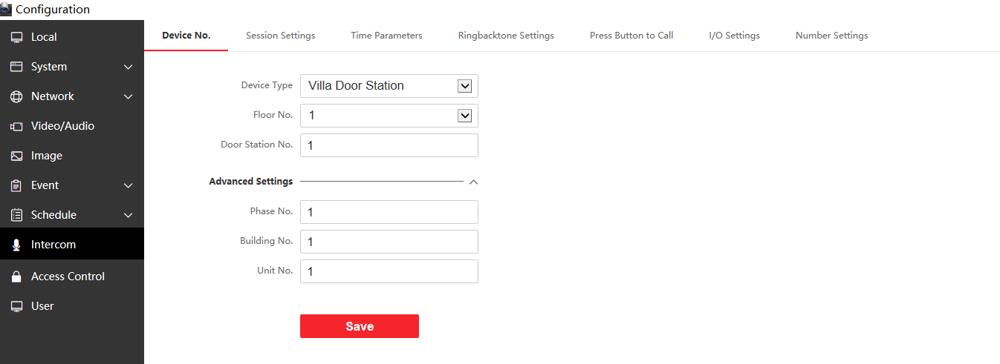 Configuration
Local
System
Network
Video/Audio
Image
Event
Schedule
Intercom
Access Control
User
Device No. Session Settings Time Parameters Ringbacktone Settings Press Button to Call I/O Settings Number Settings
Device Type Villa Door Station
Floor No. 1
Door Station No. 1
Advanced Settings
Phase No. 1
Building No. 1
Unit No. 1
Save